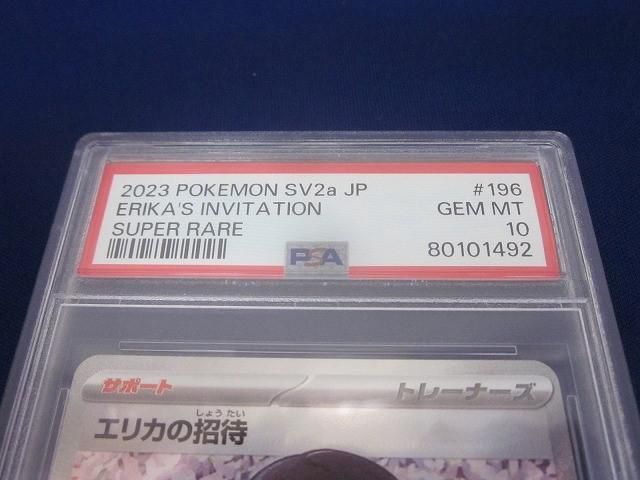 2023 POKEMON SV2a JP #196
ERIKA'S INVITATION GEM MT
SUPER RARE 10
PSA 80101492
サポート トレーナーズ
しょうたい
エリカの招待